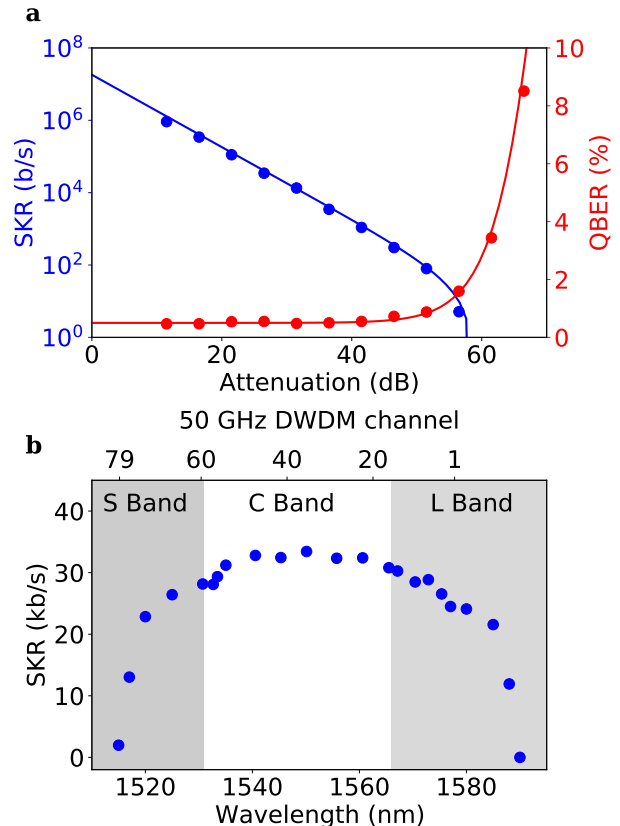 a
10^8
10^6
10^4
10^2
10^0
SKR (b/s)
10
8
6
4
2
0
QBER (%)
0 20 40 60
Attenuation (dB)
50 GHz DWDM channel
b
79 60 40 20 1
S Band C Band L Band
40
30
20
10
0
SKR (kb/s)
1520 1540 1560 1580
Wavelength (nm)